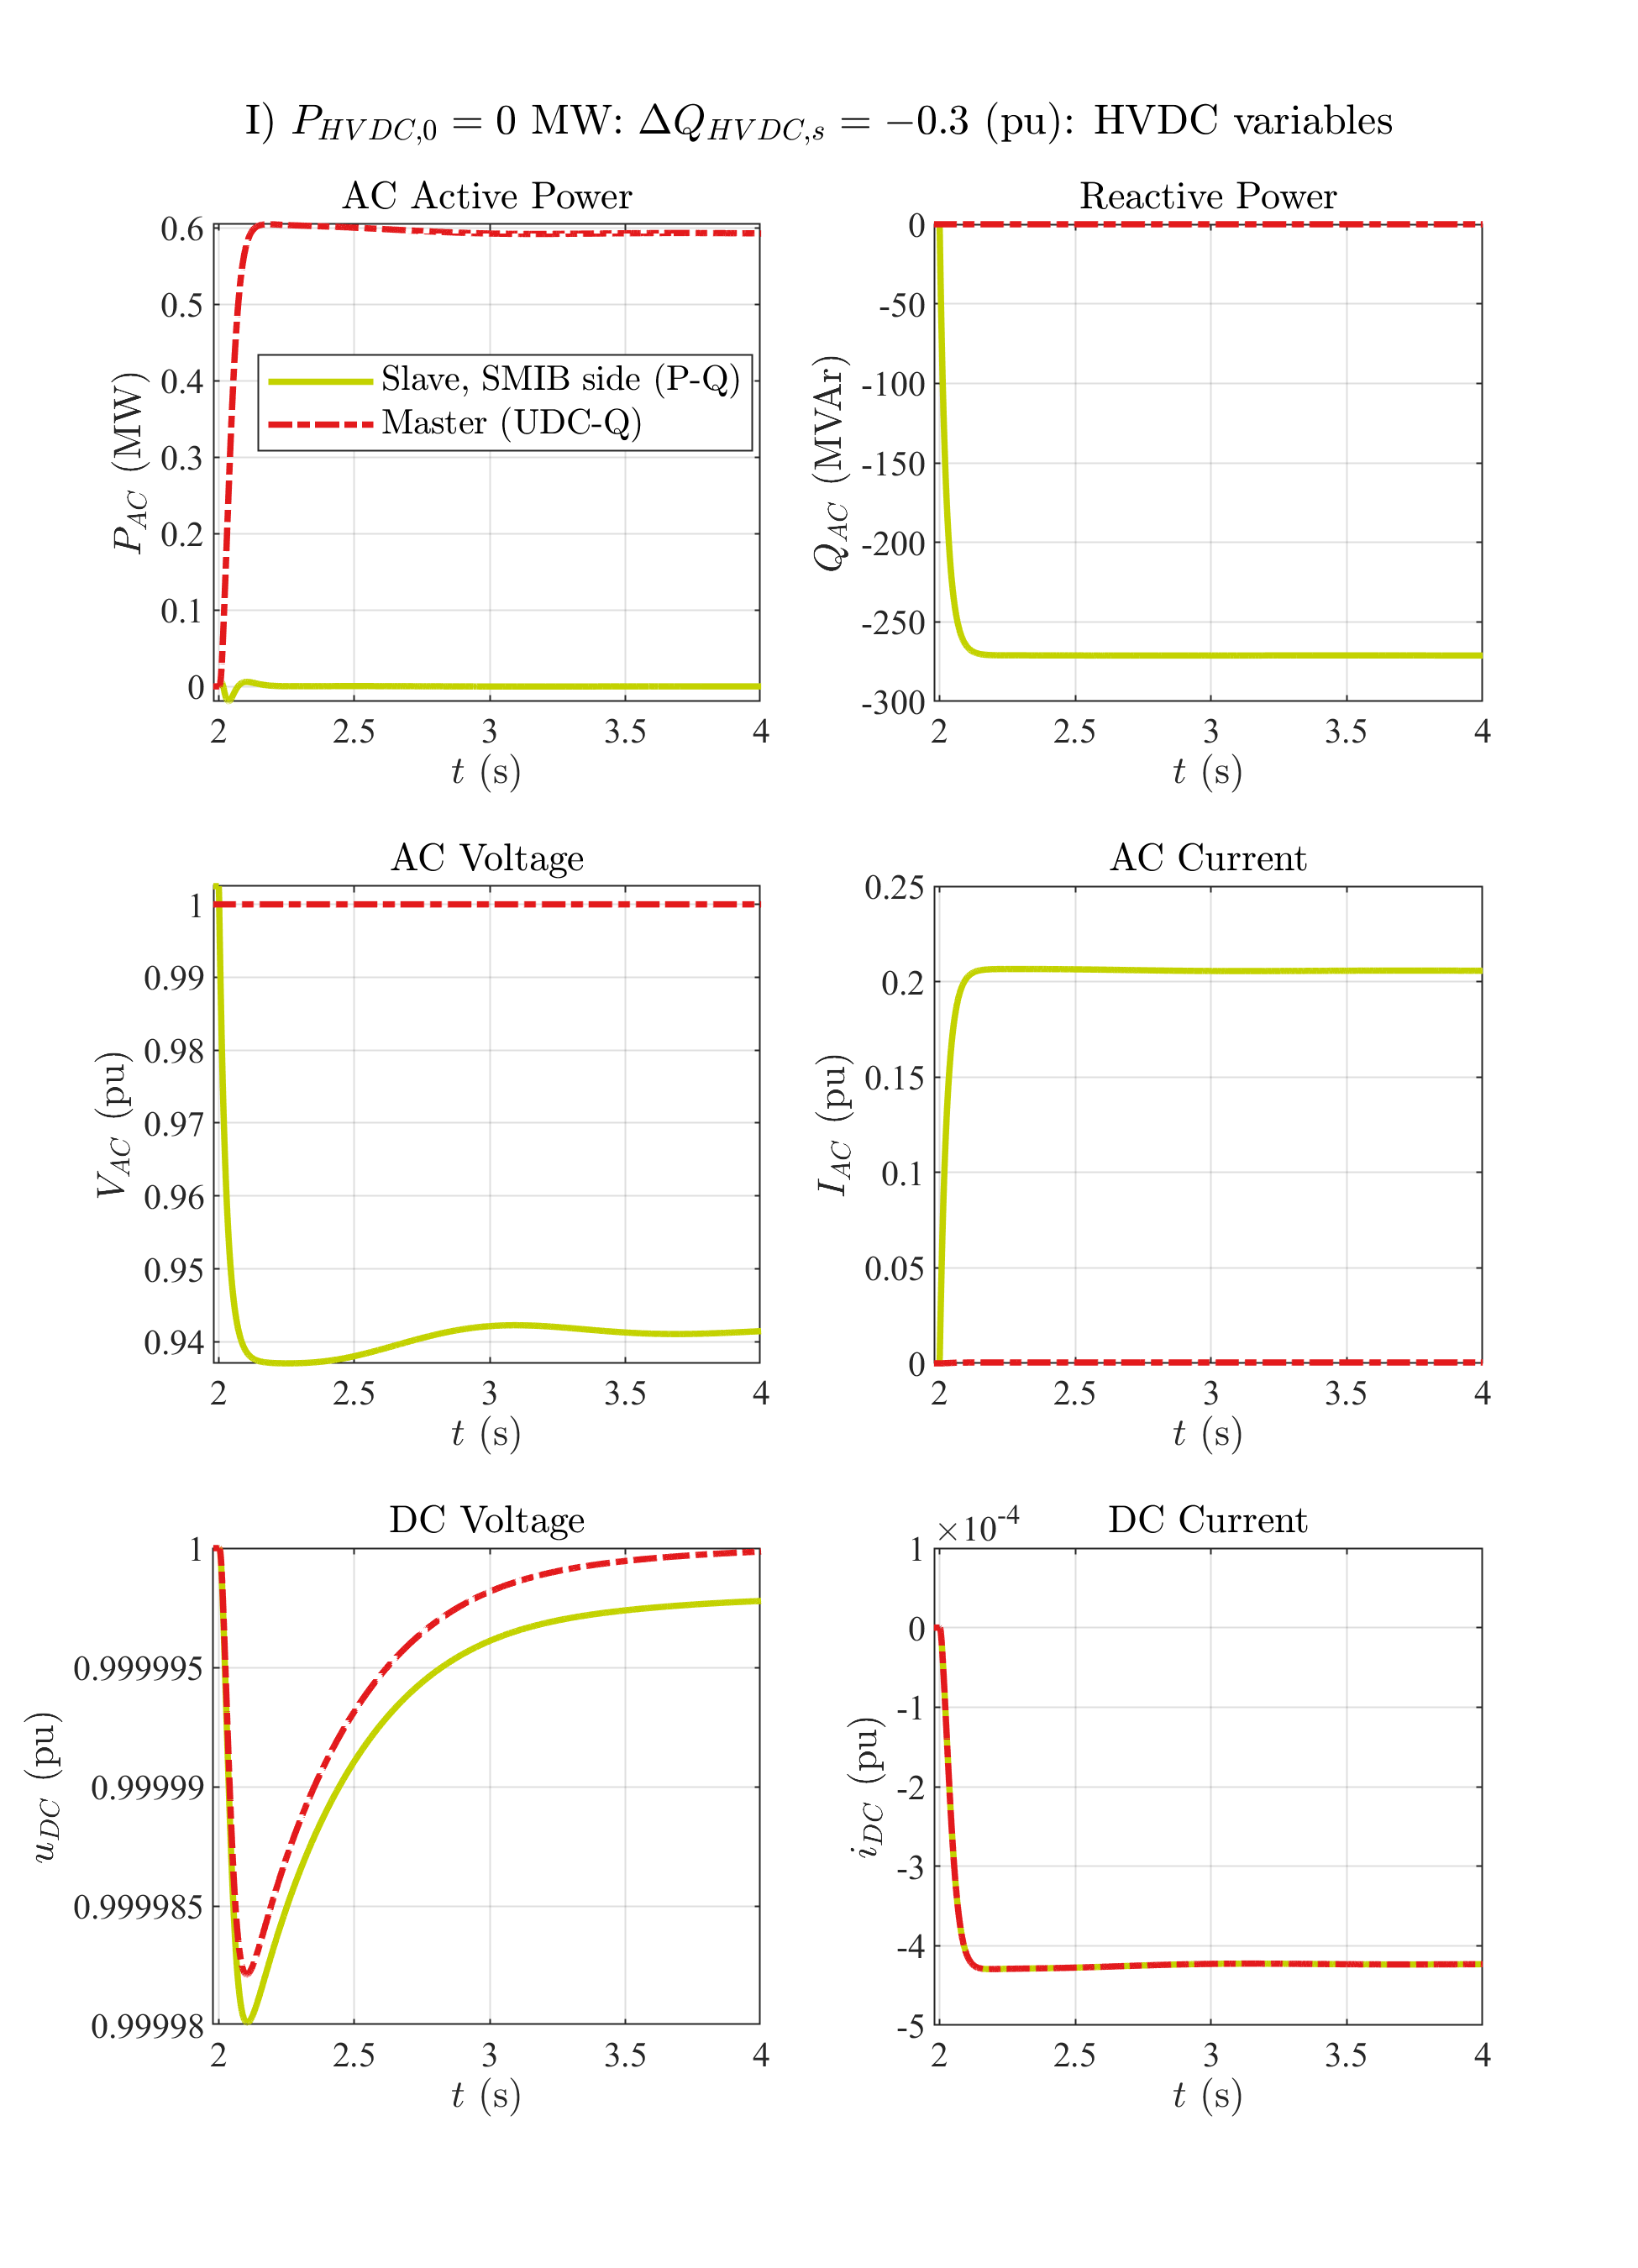 I) P_{HVDC,0} = 0 MW: ΔQ_{HVDC,s} = −0.3 (pu): HVDC variables
AC Active Power
P_{AC} (MW)
0.6
0.5
0.4
0.3
0.2
0.1
0
Slave, SMIB side (P-Q)
Master (UDC-Q)
2 2.5 3 3.5 4
t (s)
Reactive Power
Q_{AC} (MVAr)
0
-50
-100
-150
-200
-250
-300
2 2.5 3 3.5 4
t (s)
AC Voltage
V_{AC} (pu)
1
0.99
0.98
0.97
0.96
0.95
0.94
2 2.5 3 3.5 4
t (s)
AC Current
I_{AC} (pu)
0.25
0.2
0.15
0.1
0.05
0
2 2.5 3 3.5 4
t (s)
DC Voltage
u_{DC} (pu)
1
0.999995
0.99999
0.999985
0.99998
2 2.5 3 3.5 4
t (s)
DC Current
×10^{-4}
i_{DC} (pu)
1
0
-1
-2
-3
-4
-5
2 2.5 3 3.5 4
t (s)